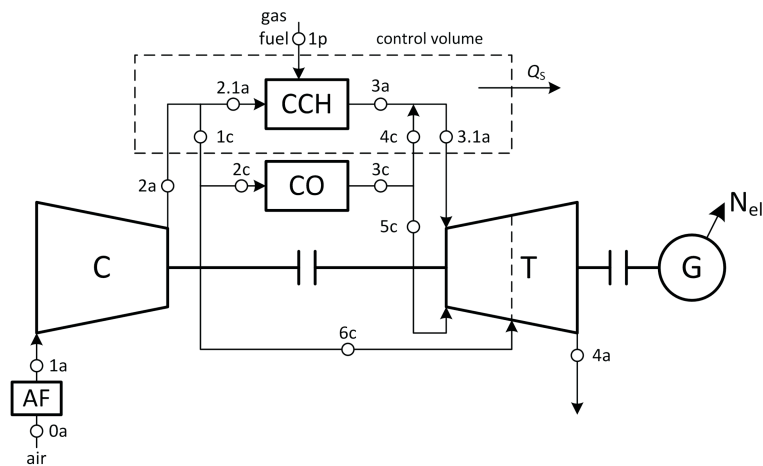 gas
fuel
1p
control volume
2.1a
CCH
3a
Qs
1c
4c
3.1a
2a
2c
CO
3c
5c
Nel
C
T
G
6c
1a
4a
AF
0a
air